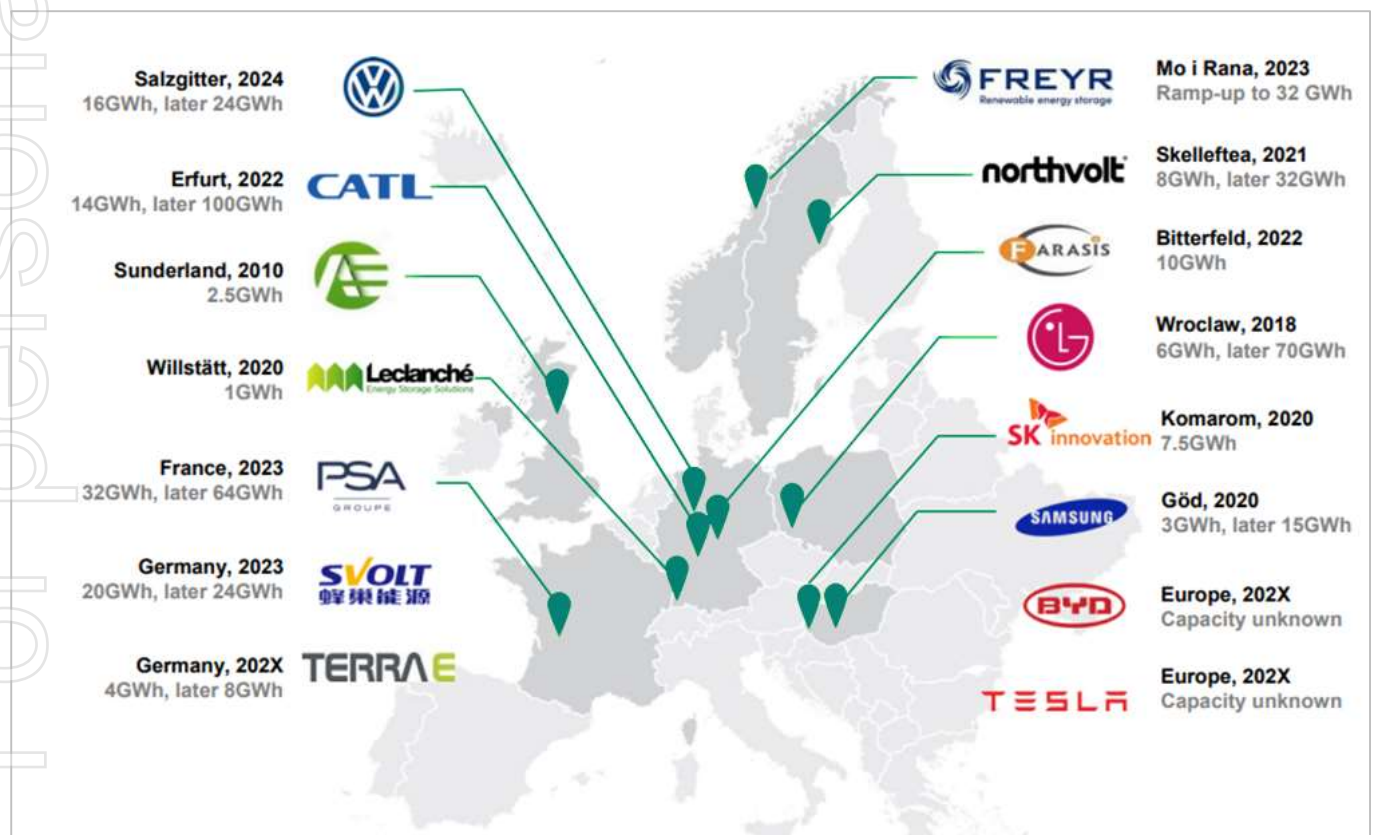 Salzgitter, 2024
16GWh, later 24GWh
Erfurt, 2022
14GWh, later 100GWh
CATL
Sunderland, 2010
2.5GWh
AE
Willstätt, 2020
1GWh
Leclanché
Energy Storage Solutions
France, 2023
32GWh, later 64GWh
PSA
GROUPE
Germany, 2023
20GWh, later 24GWh
SVOLT
蜂巢能源
Germany, 202X
4GWh, later 8GWh
TERRA E
FREYR
Renewable energy storage
Mo i Rana, 2023
Ramp-up to 32 GWh
northvolt
Skelleftea, 2021
8GWh, later 32GWh
FARASIS
Bitterfeld, 2022
10GWh
LG
Wroclaw, 2018
6GWh, later 70GWh
SK innovation
Komarom, 2020
7.5GWh
SAMSUNG
Göd, 2020
3GWh, later 15GWh
BYD
Europe, 202X
Capacity unknown
TESLA
Europe, 202X
Capacity unknown